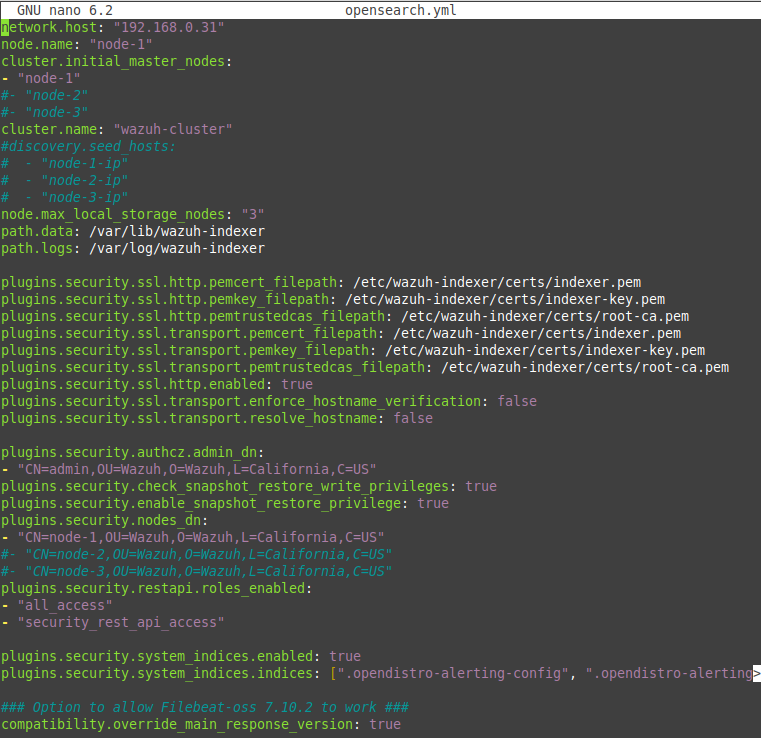 GNU nano 6.2 opensearch.yml
network.host: "192.168.0.31"
node.name: "node-1"
cluster.initial_master_nodes:
- "node-1"
#- "node-2"
#- "node-3"
cluster.name: "wazuh-cluster"
#discovery.seed_hosts:
#  - "node-1-ip"
#  - "node-2-ip"
#  - "node-3-ip"
node.max_local_storage_nodes: "3"
path.data: /var/lib/wazuh-indexer
path.logs: /var/log/wazuh-indexer
plugins.security.ssl.http.pemcert_filepath: /etc/wazuh-indexer/certs/indexer.pem
plugins.security.ssl.http.pemkey_filepath: /etc/wazuh-indexer/certs/indexer-key.pem
plugins.security.ssl.http.pemtrustedcas_filepath: /etc/wazuh-indexer/certs/root-ca.pem
plugins.security.ssl.transport.pemcert_filepath: /etc/wazuh-indexer/certs/indexer.pem
plugins.security.ssl.transport.pemkey_filepath: /etc/wazuh-indexer/certs/indexer-key.pem
plugins.security.ssl.transport.pemtrustedcas_filepath: /etc/wazuh-indexer/certs/root-ca.pem
plugins.security.ssl.http.enabled: true
plugins.security.ssl.transport.enforce_hostname_verification: false
plugins.security.ssl.transport.resolve_hostname: false
plugins.security.authcz.admin_dn:
- "CN=admin,OU=Wazuh,O=Wazuh,L=California,C=US"
plugins.security.check_snapshot_restore_write_privileges: true
plugins.security.enable_snapshot_restore_privilege: true
plugins.security.nodes_dn:
- "CN=node-1,OU=Wazuh,O=Wazuh,L=California,C=US"
#- "CN=node-2,OU=Wazuh,O=Wazuh,L=California,C=US"
#- "CN=node-3,OU=Wazuh,O=Wazuh,L=California,C=US"
plugins.security.restapi.roles_enabled:
- "all_access"
- "security_rest_api_access"
plugins.security.system_indices.enabled: true
plugins.security.system_indices.indices: [".opendistro-alerting-config", ".opendistro-alerting>
### Option to allow Filebeat-oss 7.10.2 to work ###
compatibility.override_main_response_version: true